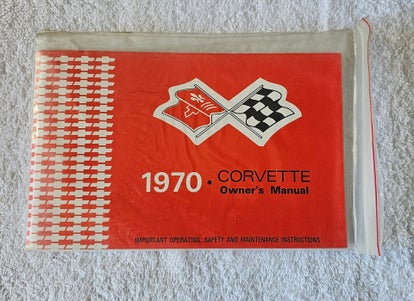 1970 • CORVETTE
Owner's Manual
IMPORTANT OPERATING, SAFETY AND MAINTENANCE INSTRUCTIONS